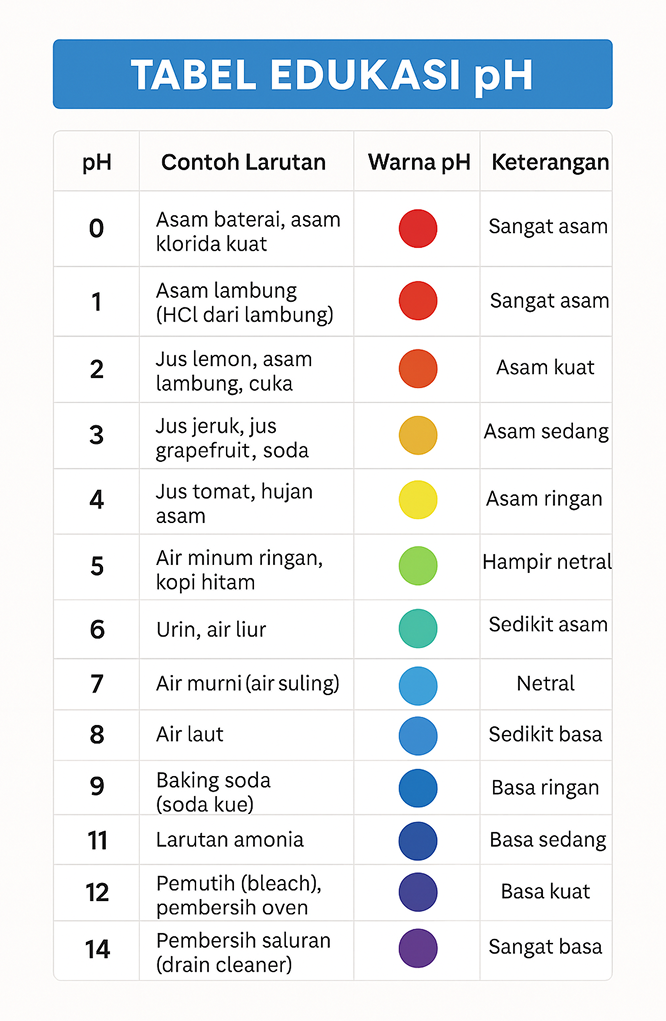 TABEL EDUKASI pH
pH Contoh Larutan Warna pH Keterangan
0 Asam baterai, asam Sangat asam
klorida kuat
1 Asam lambung Sangat asam
(HCl dari lambung)
2 Jus lemon, asam Asam kuat
lambung, cuka
3 Jus jeruk, jus Asam sedang
grapefruit, soda
4 Jus tomat, hujan Asam ringan
asam
5 Air minum ringan, Hampir netral
kopi hitam
6 Urin, air liur Sedikit asam
7 Air murni (air suling) Netral
8 Air laut Sedikit basa
9 Baking soda Basa ringan
(soda kue)
11 Larutan amonia Basa sedang
12 Pemutih (bleach), Basa kuat
pembersih oven
14 Pembersih saluran Sangat basa
(drain cleaner)